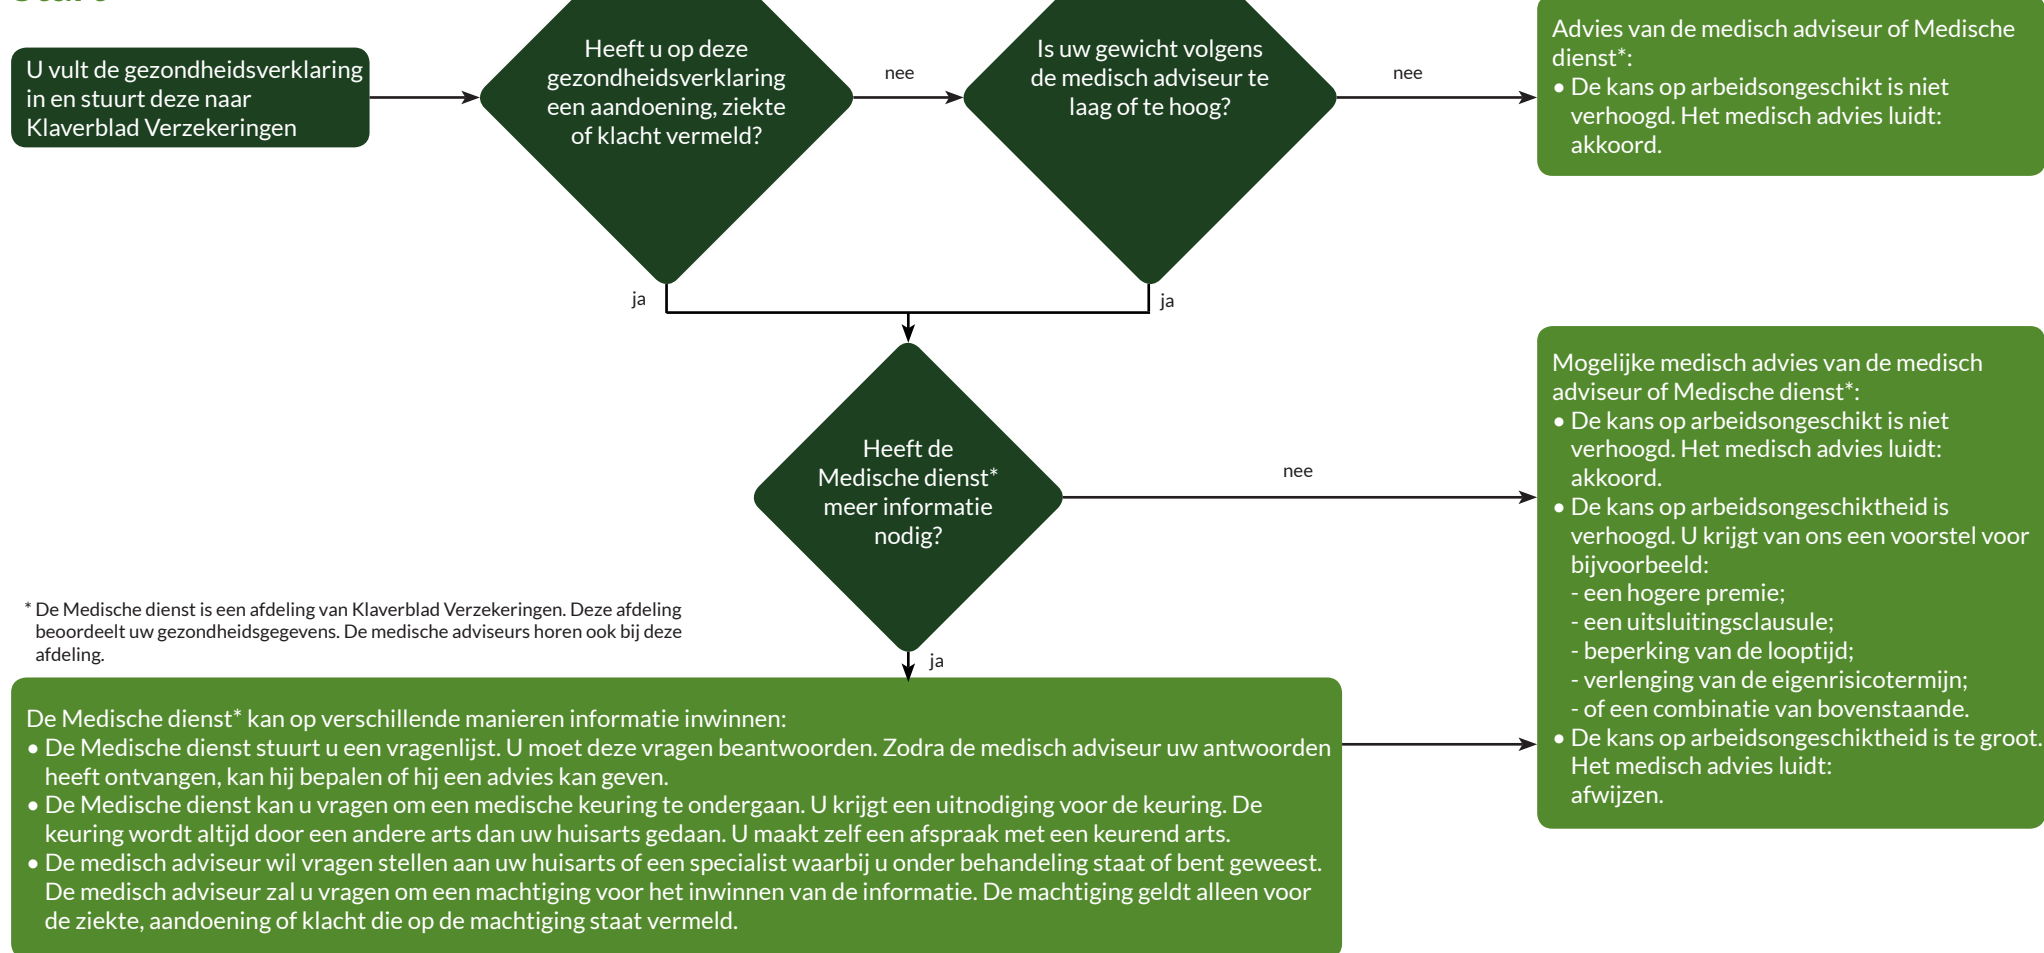 U vult de gezondheidsverklaring
in en stuurt deze naar
Klaverblad Verzekeringen
Heeft u op deze
gezondheidsverklaring
een aandoening, ziekte
of klacht vermeld?
nee
Is uw gewicht volgens
de medisch adviseur te
laag of te hoog?
nee
Advies van de medisch adviseur of Medische
dienst*:
• De kans op arbeidsongeschikt is niet
verhoogd. Het medisch advies luidt:
akkoord.
ja
ja
Heeft de
Medische dienst*
meer informatie
nodig?
nee
Mogelijke medisch advies van de medisch
adviseur of Medische dienst*:
• De kans op arbeidsongeschikt is niet
verhoogd. Het medisch advies luidt:
akkoord.
• De kans op arbeidsongeschiktheid is
verhoogd. U krijgt van ons een voorstel voor
bijvoorbeeld:
- een hogere premie;
- een uitsluitingsclausule;
- beperking van de looptijd;
- verlenging van de eigenrisicotermijn;
- of een combinatie van bovenstaande.
• De kans op arbeidsongeschiktheid is te groot.
Het medisch advies luidt:
afwijzen.
* De Medische dienst is een afdeling van Klaverblad Verzekeringen. Deze afdeling
beoordeelt uw gezondheidsgegevens. De medische adviseurs horen ook bij deze
afdeling.
ja
De Medische dienst* kan op verschillende manieren informatie inwinnen:
• De Medische dienst stuurt u een vragenlijst. U moet deze vragen beantwoorden. Zodra de medisch adviseur uw antwoorden
heeft ontvangen, kan hij bepalen of hij een advies kan geven.
• De Medische dienst kan u vragen om een medische keuring te ondergaan. U krijgt een uitnodiging voor de keuring. De
keuring wordt altijd door een andere arts dan uw huisarts gedaan. U maakt zelf een afspraak met een keurend arts.
• De medisch adviseur wil vragen stellen aan uw huisarts of een specialist waarbij u onder behandeling staat of bent geweest.
De medisch adviseur zal u vragen om een machtiging voor het inwinnen van de informatie. De machtiging geldt alleen voor
de ziekte, aandoening of klacht die op de machtiging staat vermeld.